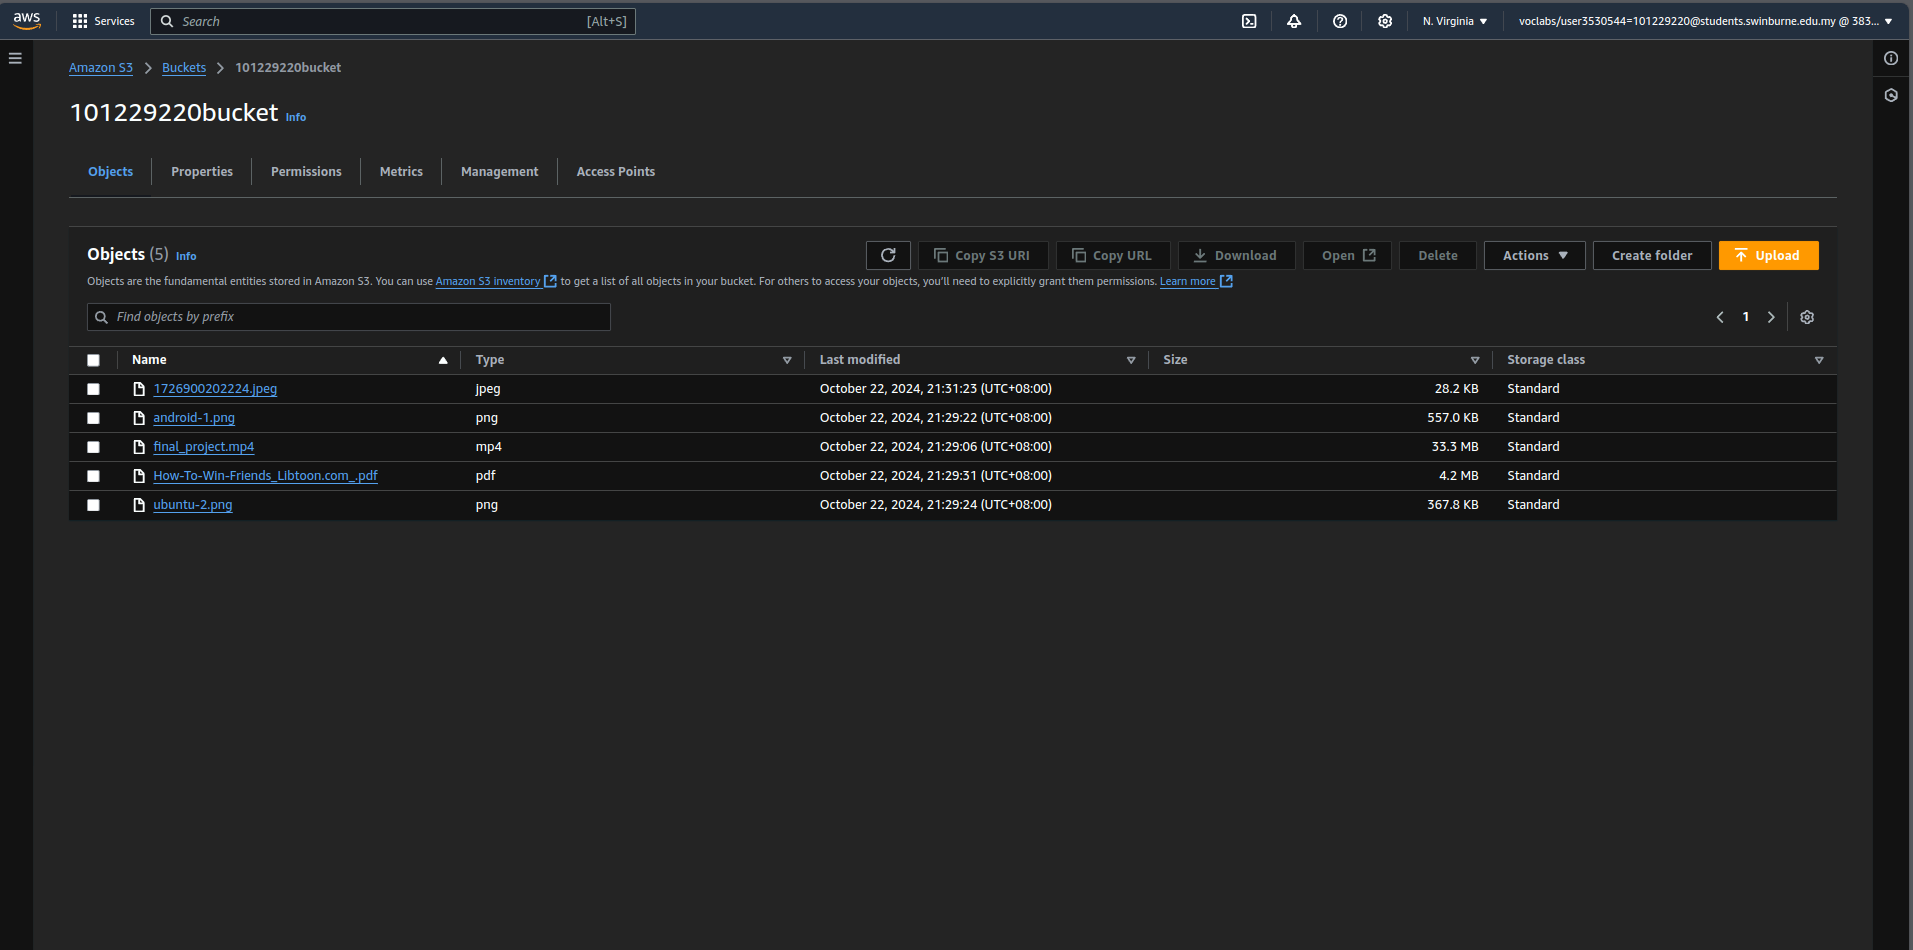 aws Services Search [Alt+S] N. Virginia voclabs/user3530544=101229220@students.swinburne.edu.my @ 383...
Amazon S3 Buckets 101229220bucket
101229220bucket Info
Objects Properties Permissions Metrics Management Access Points
Objects (5) Info Copy S3 URI Copy URL Download Open Delete Actions Create folder Upload
Objects are the fundamental entities stored in Amazon S3. You can use Amazon S3 inventory to get a list of all objects in your bucket. For others to access your objects, you'll need to explicitly grant them permissions. Learn more
Find objects by prefix 1
Name Type Last modified Size Storage class
1726900202224.jpeg jpeg October 22, 2024, 21:31:23 (UTC+08:00) 28.2 KB Standard
android-1.png png October 22, 2024, 21:29:22 (UTC+08:00) 557.0 KB Standard
final_project.mp4 mp4 October 22, 2024, 21:29:06 (UTC+08:00) 33.3 MB Standard
How-To-Win-Friends_Libtoon.com_.pdf pdf October 22, 2024, 21:29:31 (UTC+08:00) 4.2 MB Standard
ubuntu-2.png png October 22, 2024, 21:29:24 (UTC+08:00) 367.8 KB Standard